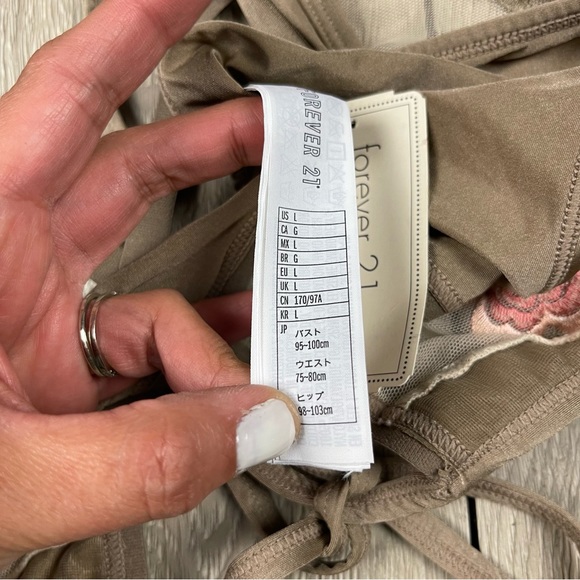 FOREVER 21
US L
CA G
MX L
BR G
EU L
UK L
CN 170/97A
KR L
JP バスト
95~100cm
ウエスト
75~80cm
ヒップ
98~103cm
forever 21